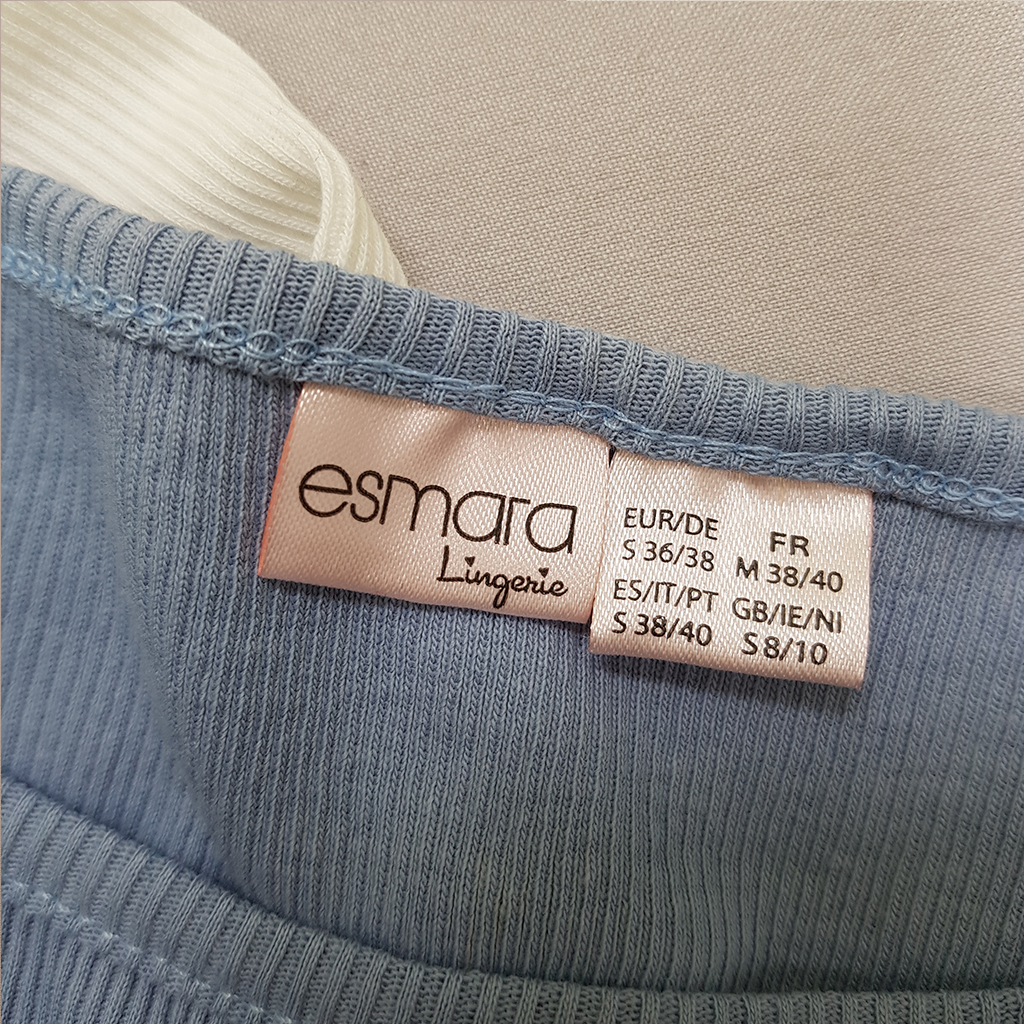 esmara
Lingerie
EUR/DE
S 36/38
FR
M 38/40
ES/IT/PT
S 38/40
GB/IE/NI
S 8/10